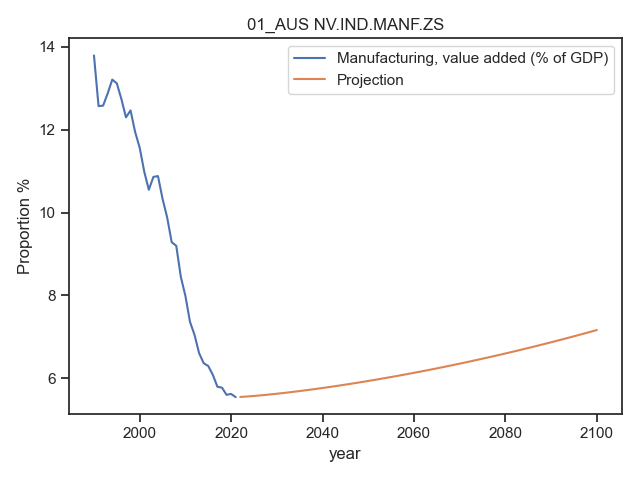 01_AUS NV.IND.MANF.ZS
Manufacturing, value added (% of GDP)
Projection
Proportion %
14
12
10
8
6
2000 2020 2040 2060 2080 2100
year